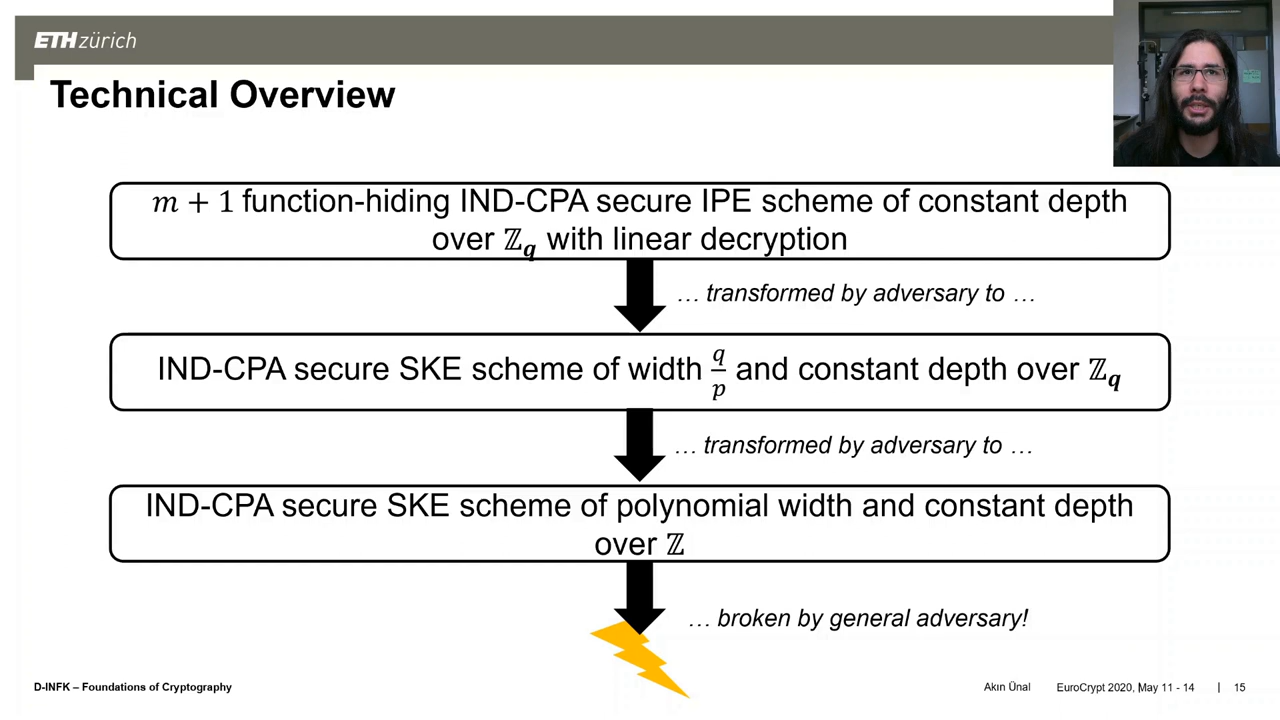 ETH zürich
Technical Overview
m + 1 function-hiding IND-CPA secure IPE scheme of constant depth
over ℤq with linear decryption
… transformed by adversary to …
IND-CPA secure SKE scheme of width q/p and constant depth over ℤq
… transformed by adversary to …
IND-CPA secure SKE scheme of polynomial width and constant depth
over ℤ
… broken by general adversary!
D-INFK – Foundations of Cryptography
Akın Ünal
EuroCrypt 2020, May 11 - 14
| 15